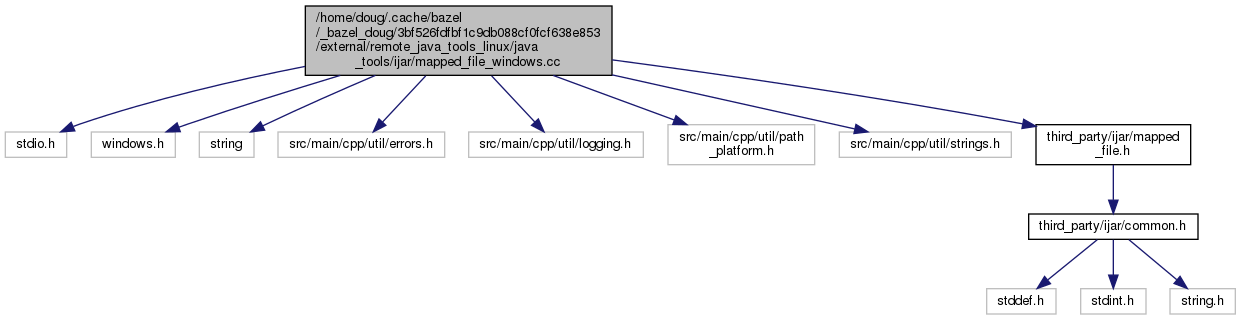 /home/doug/.cache/bazel
/_bazel_doug/3bf526fdfbf1c9db088cf0fcf638e853
/external/remote_java_tools_linux/java
_tools/ijar/mapped_file_windows.cc
stdio.h
windows.h
string
src/main/cpp/util/errors.h
src/main/cpp/util/logging.h
src/main/cpp/util/path
_platform.h
src/main/cpp/util/strings.h
third_party/ijar/mapped
_file.h
third_party/ijar/common.h
stddef.h
stdint.h
string.h